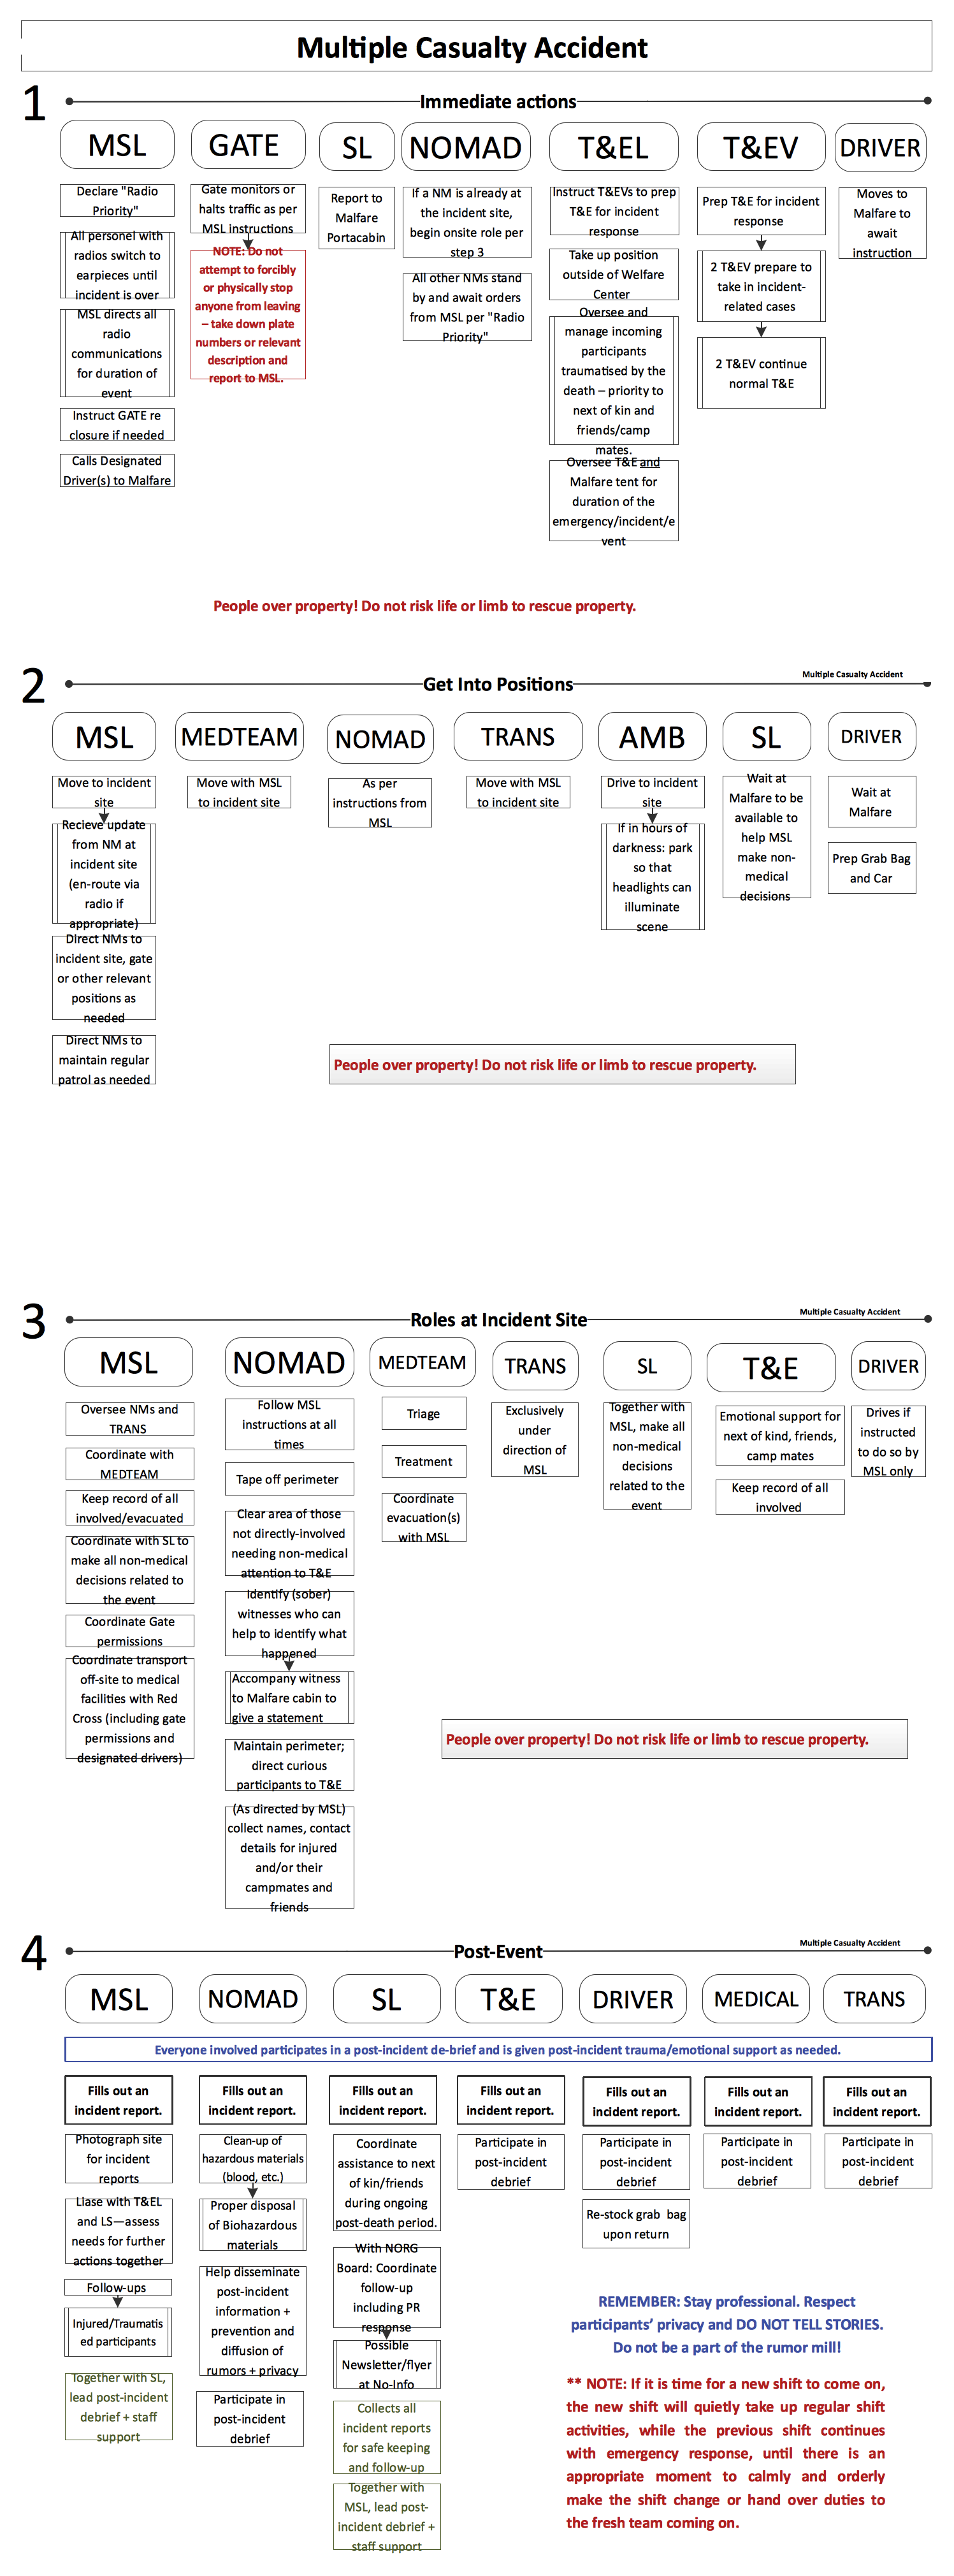 Multiple Casualty Accident
1
Immediate actions
MSL
Declare "Radio
Priority"
All personel with
radios switch to
earpieces until
incident is over
MSL directs all
radio
communications
for duration of
event
Instruct GATE re
closure if needed
Calls Designated
Driver(s) to Malfare
GATE
Gate monitors or
halts traffic as per
MSL instructions
NOTE: Do not
attempt to forcibly
or physically stop
anyone from leaving
– take down plate
numbers or relevant
description and
report to MSL.
SL
Report to
Malfare
Portacabin
NOMAD
If a NM is already at
the incident site,
begin onsite role per
step 3
All other NMs stand
by and await orders
from MSL per "Radio
Priority"
T&EL
Instruct T&EVs to prep
T&E for incident
response
Take up position
outside of Welfare
Center
Oversee and
manage incoming
participants
traumatised by the
death – priority to
next of kin and
friends/camp
mates.
Oversee T&E and
Malfare tent for
duration of the
emergency/incident/e
vent
T&EV
Prep T&E for incident
response
2 T&EV prepare to
take in incident-
related cases
2 T&EV continue
normal T&E
DRIVER
Moves to
Malfare to
await
instruction
People over property! Do not risk life or limb to rescue property.
2
Get Into Positions
Multiple Casualty Accident
MSL
Move to incident
site
Recieve update
from NM at
incident site
(en-route via
radio if
appropriate)
Direct NMs to
incident site, gate
or other relevant
positions as
needed
Direct NMs to
maintain regular
patrol as needed
MEDTEAM
Move with MSL
to incident site
NOMAD
As per
instructions from
MSL
TRANS
Move with MSL
to incident site
AMB
Drive to incident
site
If in hours of
darkness: park
so that
headlights can
illuminate
scene
SL
Wait at
Malfare to be
available to
help MSL
make non-
medical
decisions
DRIVER
Wait at
Malfare
Prep Grab Bag
and Car
People over property! Do not risk life or limb to rescue property.
3
Roles at Incident Site
Multiple Casualty Accident
MSL
Oversee NMs and
TRANS
Coordinate with
MEDTEAM
Keep record of all
involved/evacuated
Coordinate with SL to
make all non-medical
decisions related to
the event
Coordinate Gate
permissions
Coordinate transport
off-site to medical
facilities with Red
Cross (including gate
permissions and
designated drivers)
NOMAD
Follow MSL
instructions at all
times
Tape off perimeter
Clear area of those
not directly-involved
needing non-medical
attention to T&E
Identify (sober)
witnesses who can
help to identify what
happened
Accompany witness
to Malfare cabin to
give a statement
Maintain perimeter;
direct curious
participants to T&E
(As directed by MSL)
collect names, contact
details for injured
and/or their
campmates and
friends
MEDTEAM
Triage
Treatment
Coordinate
evacuation(s)
with MSL
TRANS
Exclusively
under
direction of
MSL
SL
Together with
MSL, make all
non-medical
decisions
related to the
event
T&E
Emotional support for
next of kind, friends,
camp mates
Keep record of all
involved
DRIVER
Drives if
instructed
to do so by
MSL only
People over property! Do not risk life or limb to rescue property.
4
Post-Event
Multiple Casualty Accident
MSL
NOMAD
SL
T&E
DRIVER
MEDICAL
TRANS
Everyone involved participates in a post-incident de-brief and is given post-incident trauma/emotional support as needed.
Fills out an
incident report.
Photograph site
for incident
reports
Liase with T&EL
and LS—assess
needs for further
actions together
Follow-ups
Injured/Traumatis
ed participants
Together with SL,
lead post-incident
debrief + staff
support
Fills out an
incident report.
Clean-up of
hazardous materials
(blood, etc.)
Proper disposal
of Biohazardous
materials
Help disseminate
post-incident
information +
prevention and
diffusion of
rumors + privacy
Participate in
post-incident
debrief
Fills out an
incident report.
Coordinate
assistance to next
of kin/friends
during ongoing
post-death period.
With NORG
Board: Coordinate
follow-up
including PR
response
Possible
Newsletter/flyer
at No-Info
Collects all
incident reports
for safe keeping
and follow-up
Together with
MSL, lead post-
incident debrief +
staff support
Fills out an
incident report.
Participate in
post-incident
debrief
Fills out an
incident report.
Participate in
post-incident
debrief
Re-stock grab bag
upon return
Fills out an
incident report.
Participate in
post-incident
debrief
Fills out an
incident report.
Participate in
post-incident
debrief
REMEMBER: Stay professional. Respect
participants' privacy and DO NOT TELL STORIES.
Do not be a part of the rumor mill!
** NOTE: If it is time for a new shift to come on,
the new shift will quietly take up regular shift
activities, while the previous shift continues
with emergency response, until there is an
appropriate moment to calmly and orderly
make the shift change or hand over duties to
the fresh team coming on.